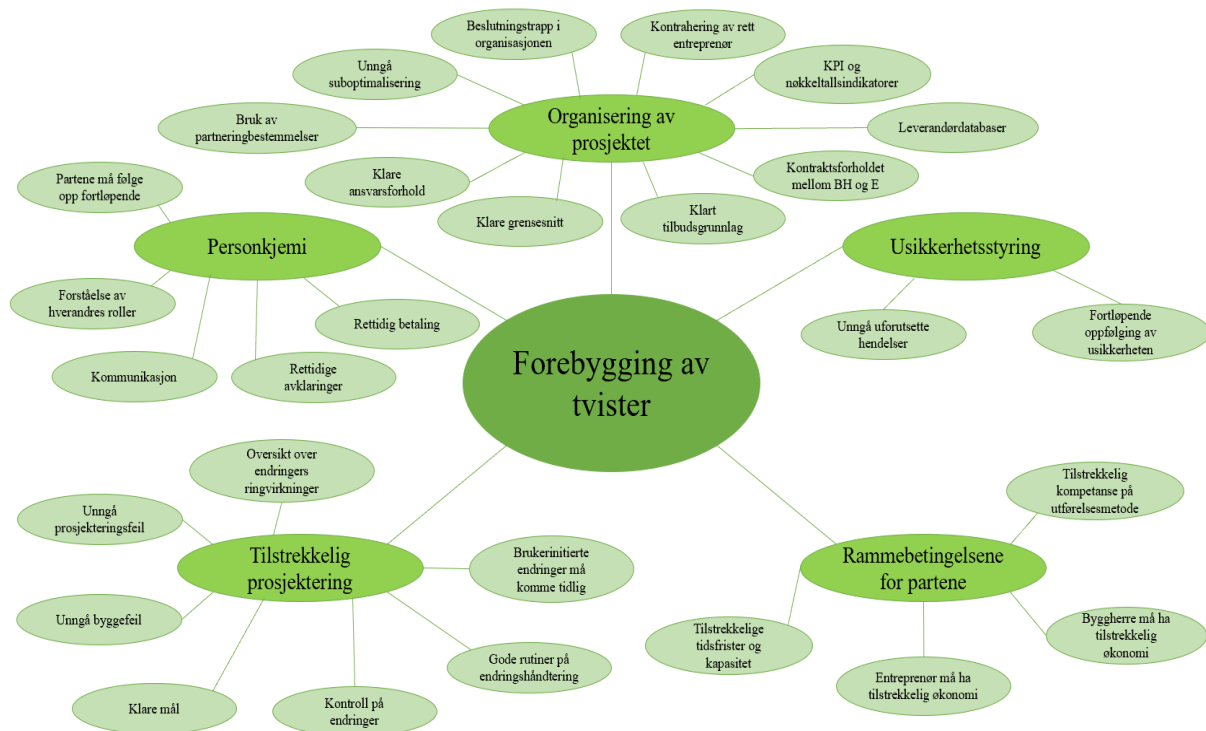 Beslutningstrapp i
organisasjonen
Kontrahering av rett
entreprenør
Unngå
suboptimalisering
KPI og
nøkkeltallsindikatorer
Bruk av
partneringbestemmelser
Organisering av
prosjektet
Leverandørdatabaser
Klare
ansvarsforhold
Kontraktsforholdet
mellom BH og E
Klare grensesnitt
Klart
tilbudsgrunnlag
Partene må følge
opp fortløpende
Personkjemi
Forståelse av
hverandres roller
Rettidig betaling
Kommunikasjon
Rettidige
avklaringer
Usikkerhetsstyring
Unngå uforutsette
hendelser
Fortløpende
oppfølging av
usikkerheten
Forebygging av
tvister
Oversikt over
endringers
ringvirkninger
Unngå
prosjekteringsfeil
Tilstrekkelig
prosjektering
Brukerinitierte
endringer må
komme tidlig
Unngå byggefeil
Gode rutiner på
endringshåndtering
Klare mål
Kontroll på
endringer
Tilstrekkelig
kompetanse på
utførelsesmetode
Rammebetingelsene
for partene
Tilstrekkelige
tidsfrister og
kapasitet
Byggherre må ha
tilstrekkelig
økonomi
Entreprenør må ha
tilstrekkelig økonomi